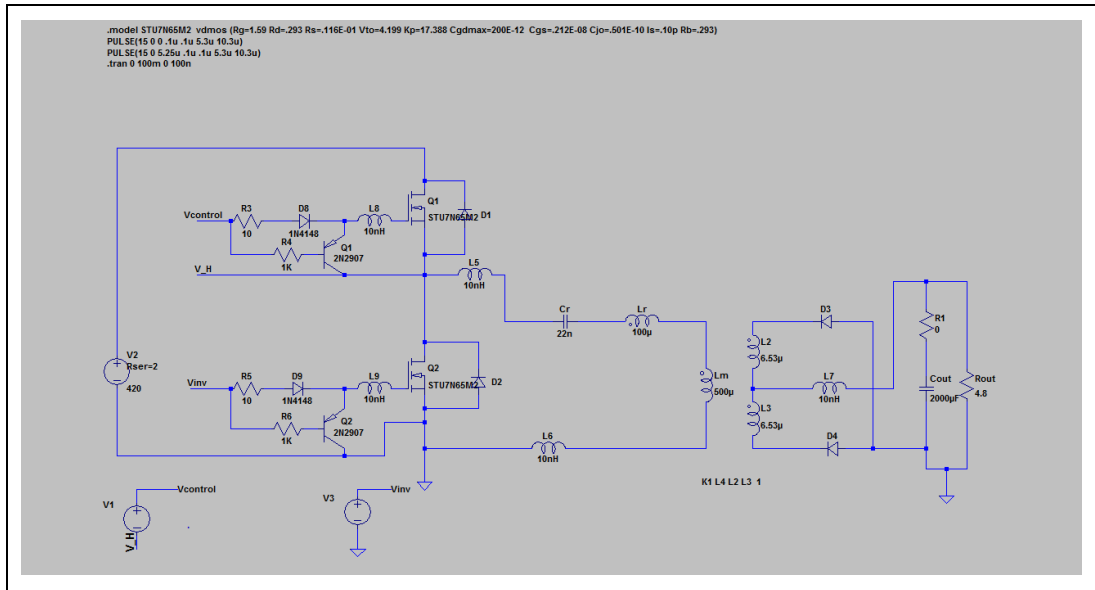 .model STU7N65M2 vdmos (Rg=1.59 Rd=.293 Rs=.116E-01 Vto=4.199 Kp=17.388 Cgdmax=200E-12 Cgs=.212E-08 Cjo=.501E-10 Is=.10p Rb=.293)
PULSE(15 0 0 .1u .1u 5.3u 10.3u)
PULSE(15 0 5.25u .1u .1u 5.3u 10.3u)
.tran 0 100m 0 100n
Vcontrol
R3
10
D8
1N4148
L8
10nH
Q1
STU7N65M2
D1
R4
1K
Q1
2N2907
V_H
L5
10nH
Cr
22n
Lr
100µ
Lm
500µ
D3
L2
6.53µ
L7
10nH
L3
6.53µ
D4
R1
0
Cout
2000µF
Rout
4.8
V2
Rser=2
420
Vinv
R5
10
D9
1N4148
L9
10nH
Q2
STU7N65M2
D2
R6
1K
Q2
2N2907
L6
10nH
K1 L4 L2 L3 1
V1
Vcontrol
V_H
V3
Vinv